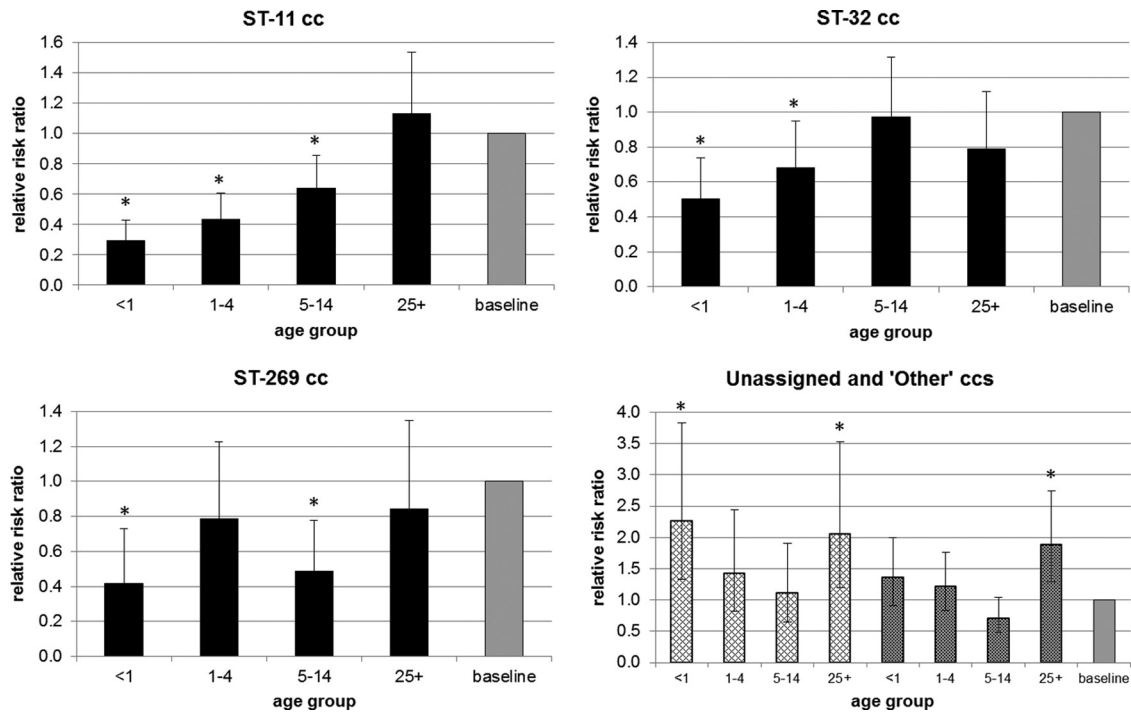 ST-11 cc
relative risk ratio
1.6
1.4
1.2
1.0
0.8
0.6
0.4
0.2
0.0
* * *
<1 1-4 5-14 25+ baseline
age group
ST-32 cc
relative risk ratio
1.4
1.2
1.0
0.8
0.6
0.4
0.2
0.0
* *
<1 1-4 5-14 25+ baseline
age group
ST-269 cc
relative risk ratio
1.4
1.2
1.0
0.8
0.6
0.4
0.2
0.0
* *
<1 1-4 5-14 25+ baseline
age group
Unassigned and 'Other' ccs
relative risk ratio
4.0
3.5
3.0
2.5
2.0
1.5
1.0
0.5
0.0
* * *
<1 1-4 5-14 25+ <1 1-4 5-14 25+ baseline
age group